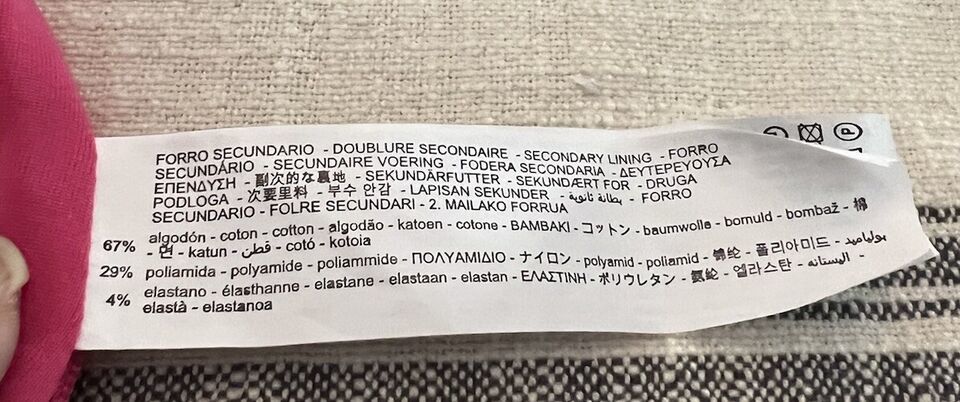 FORRO SECUNDARIO - DOUBLURE SECONDAIRE - SECONDARY LINING - FORRO
SECUNDÁRIO - SECUNDAIRE VOERING - FODERA SECONDARIA - ΔΕΥΤΕΡΕΥΟΥΣΑ
ΕΠΕΝΔΥΣΗ - 副次的な裏地 - SEKUNDÄRFUTTER - SEKUNDÆRT FOR - DRUGA
PODLOGA - 次要里料 - 부수 안감 - LAPISAN SEKUNDER - بطانة ثانوية - FORRO
SECUNDARIO - FOLRE SECUNDARI - 2. MAILAKO FORRUA
67% algodón - coton - cotton - algodão - katoen - cotone - ΒΑΜΒΑΚΙ - コットン - baumwolle - bomuld - bombaž - 棉
- 면 - katun - قطن - cotó - kotoia
29% poliamida - polyamide - poliammide - ΠΟΛΥΑΜΙΔΙΟ - ナイロン - polyamid - poliamid - 锦纶 - 폴리아미드 - بولياميد -
4% elastano - élasthanne - elastane - elastaan - elastan - ΕΛΑΣΤΙΝΗ - ポリウレタン - 氨纶 - 엘라스탄 - الايستانه -
elastà - elastanoa
P